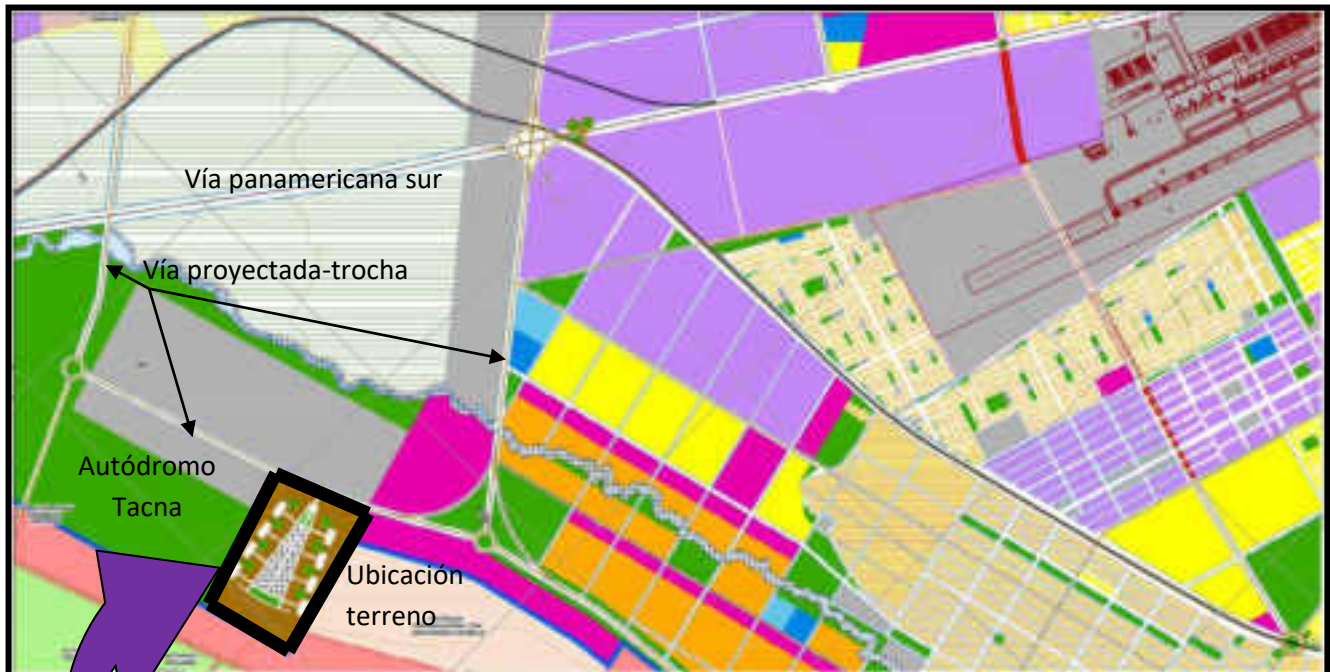 Vía panamericana sur
Vía proyectada-trocha
Autódromo
Tacna
Ubicación
terreno